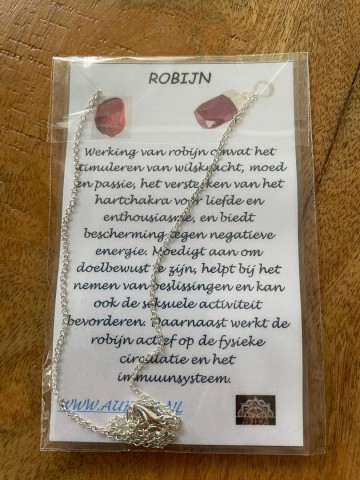 ROBIJN
Werking van robijn omvat het
stimuleren van wilskracht, moed
en passie, het versterken van het
hartchakra voor liefde en
enthousiasme, en biedt
bescherming tegen negatieve
energie. Moedigt aan om
doelbewust te zijn, helpt bij het
nemen van beslissingen en kan
ook de seksuele activiteit
bevorderen. Daarnaast werkt de
robijn actief op de fysieke
circulatie en het
immuunsysteem.